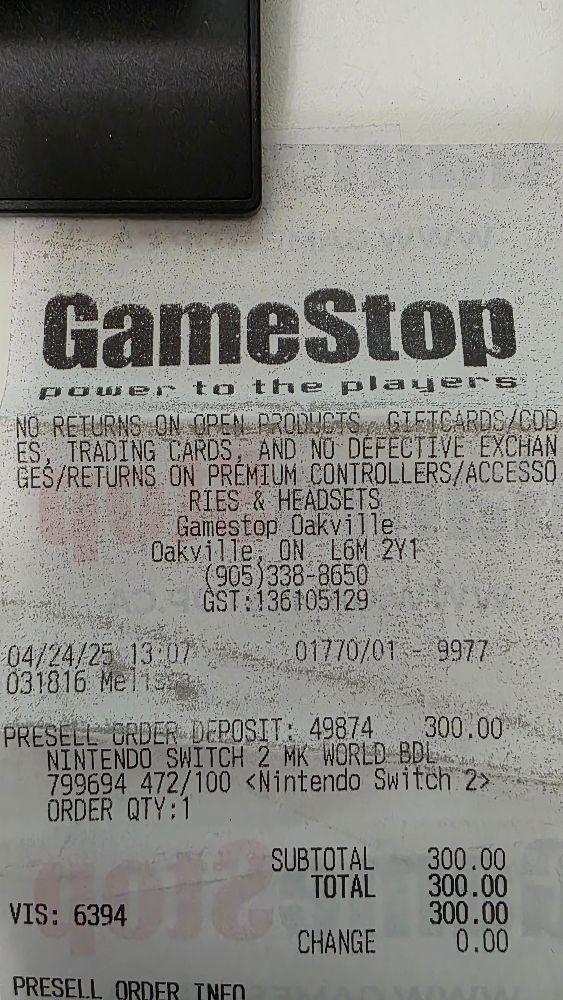 GameStop
power to the players
NO RETURNS ON OPEN PRODUCTS, GIFTCARDS/COD
ES, TRADING CARDS, AND NO DEFECTIVE EXCHAN
GES/RETURNS ON PREMIUM CONTROLLERS/ACCESSO
RIES & HEADSETS
Gamestop Oakville
Oakville, ON L6M 2Y1
(905)338-8650
GST:136105129
04/24/25 13:07 01770/01 - 9977
031816 Melissa
PRESELL ORDER DEPOSIT: 49874 300.00
NINTENDO SWITCH 2 MK WORLD BDL
799694 472/100 <Nintendo Switch 2>
ORDER QTY:1
SUBTOTAL 300.00
TOTAL 300.00
VIS: 6394 300.00
CHANGE 0.00
PRESELL ORDER INFO